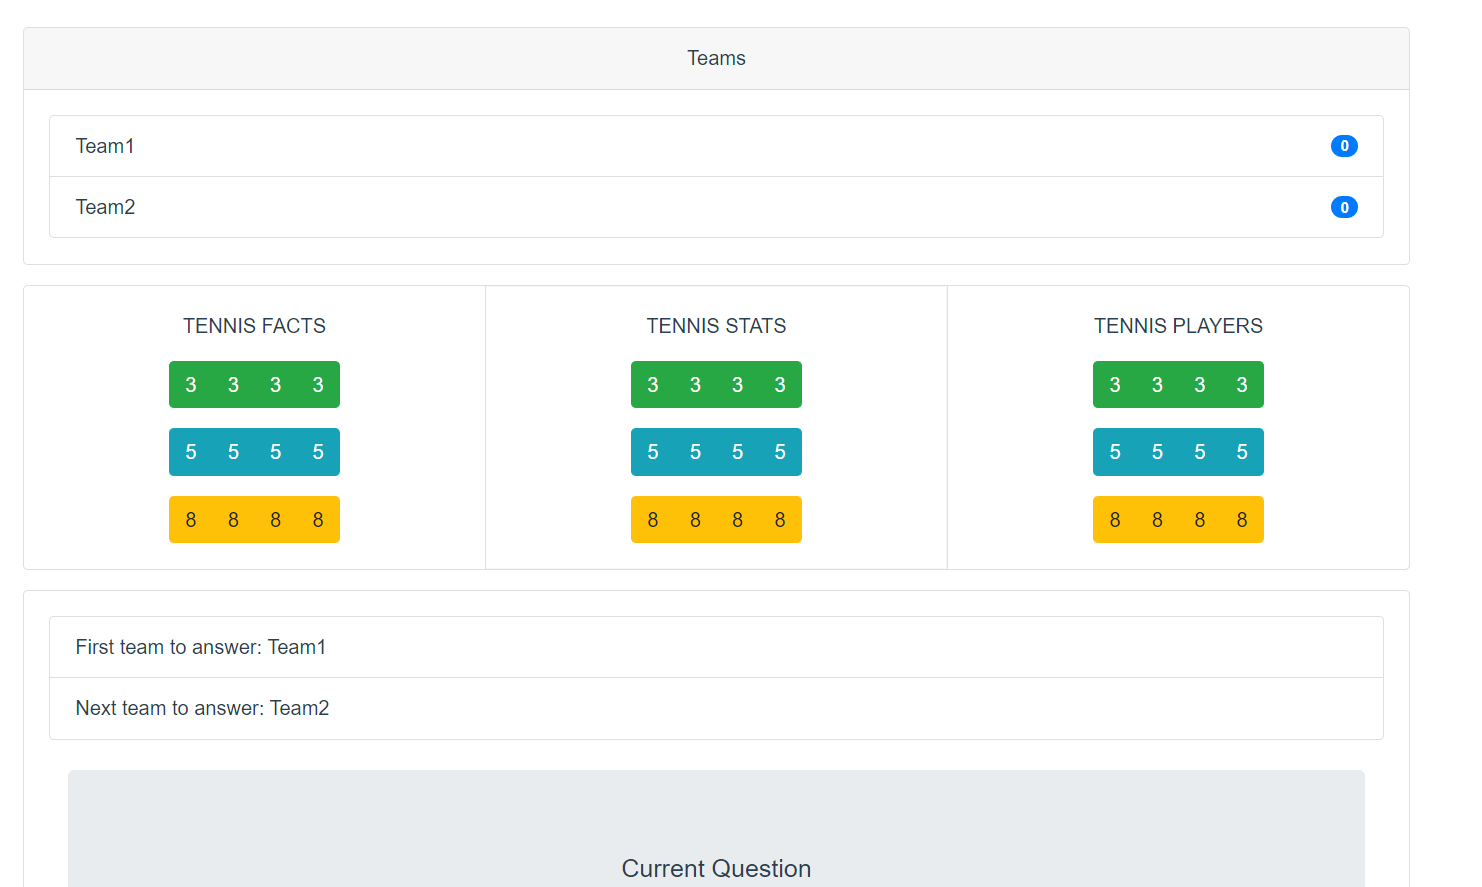 Teams
Team1 0
Team2 0
TENNIS FACTS TENNIS STATS TENNIS PLAYERS
3 3 3 3 3 3 3 3 3 3 3 3
5 5 5 5 5 5 5 5 5 5 5 5
8 8 8 8 8 8 8 8 8 8 8 8
First team to answer: Team1
Next team to answer: Team2
Current Question